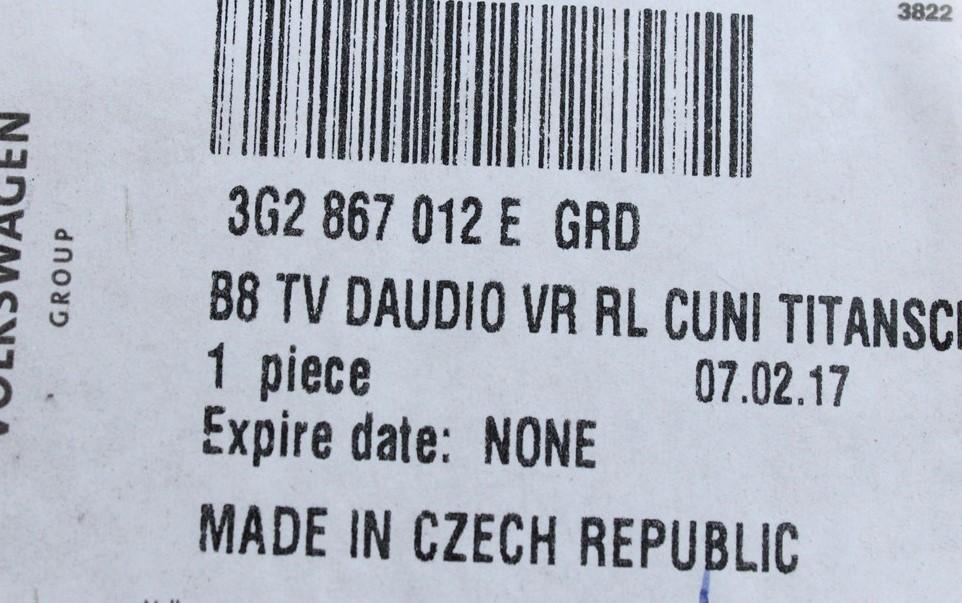 3822
VOLKSWAGEN
GROUP
3G2 867 012 E GRD
B8 TV DAUDIO VR RL CUNI TITANSC
1 piece 07.02.17
Expire date: NONE
MADE IN CZECH REPUBLIC